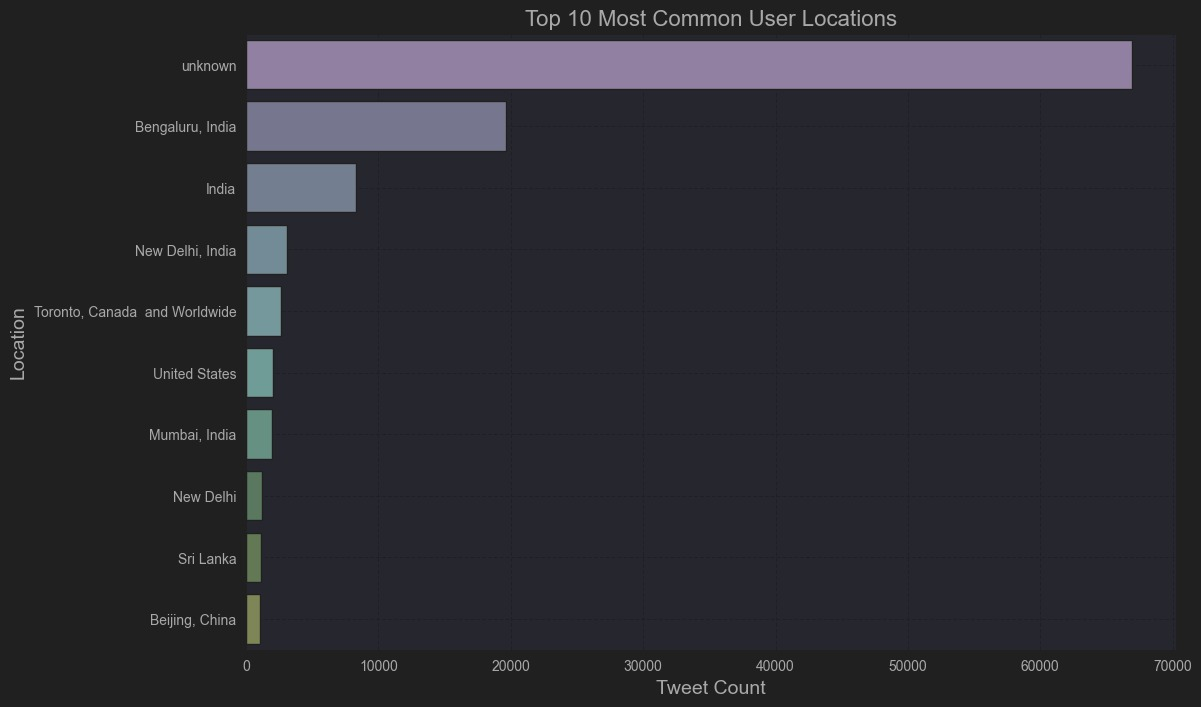 Top 10 Most Common User Locations
Location
unknown
Bengaluru, India
India
New Delhi, India
Toronto, Canada  and Worldwide
United States
Mumbai, India
New Delhi
Sri Lanka
Beijing, China
0 10000 20000 30000 40000 50000 60000 70000
Tweet Count